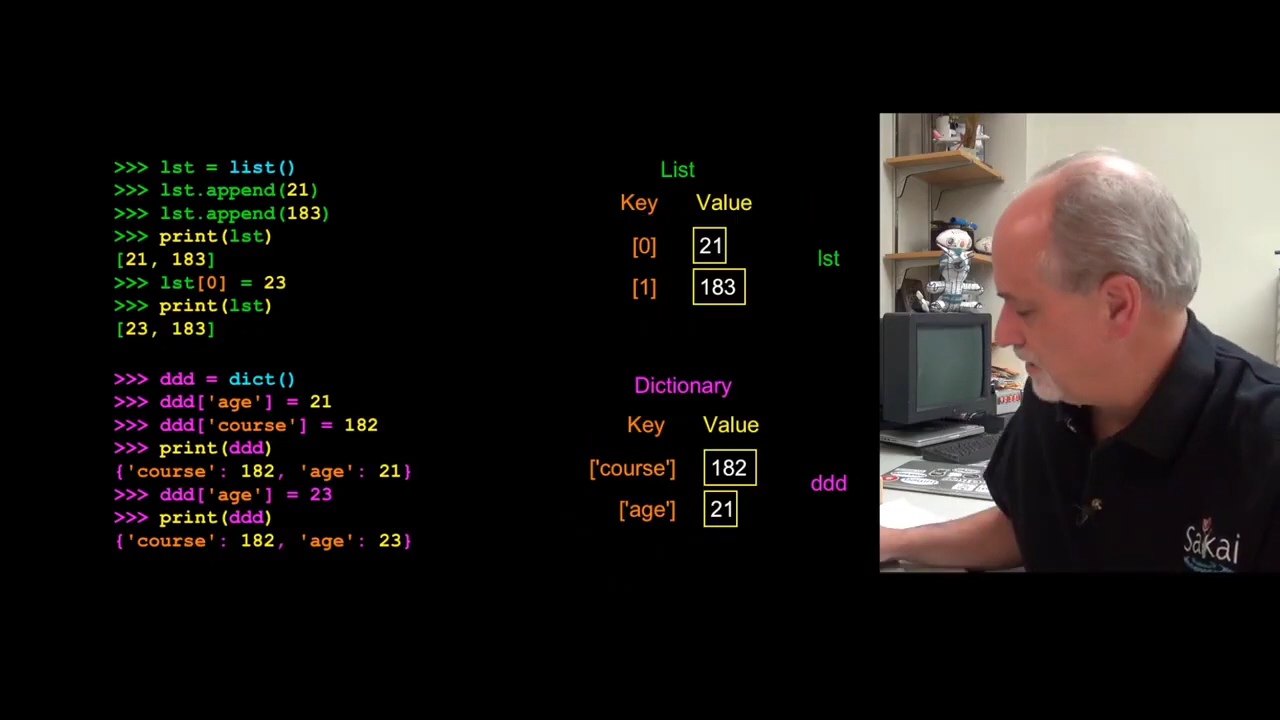 >>> lst = list()
>>> lst.append(21)
>>> lst.append(183)
>>> print(lst)
[21, 183]
>>> lst[0] = 23
>>> print(lst)
[23, 183]
>>> ddd = dict()
>>> ddd['age'] = 21
>>> ddd['course'] = 182
>>> print(ddd)
{'course': 182, 'age': 21}
>>> ddd['age'] = 23
>>> print(ddd)
{'course': 182, 'age': 23}
List
Key Value
[0] 21
[1] 183
lst
Dictionary
Key Value
['course'] 182
['age'] 21
ddd
Sakai